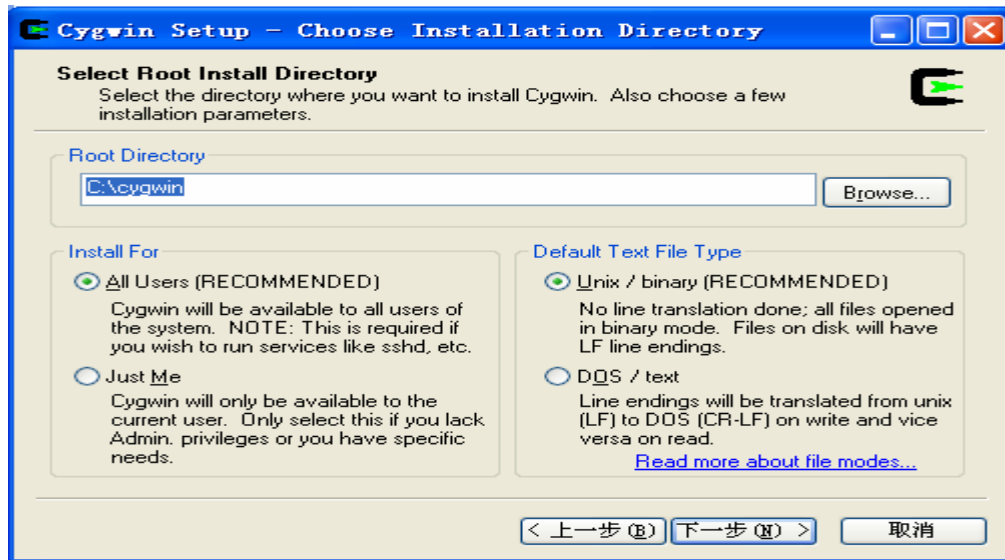 Cygwin Setup - Choose Installation Directory
Select Root Install Directory
Select the directory where you want to install Cygwin. Also choose a few
installation parameters.
Root Directory
C:\cygwin
Browse...
Install For
All Users (RECOMMENDED)
Cygwin will be available to all users of
the system. NOTE: This is required if
you wish to run services like sshd, etc.
Just Me
Cygwin will only be available to the
current user. Only select this if you lack
Admin. privileges or you have specific
needs.
Default Text File Type
Unix / binary (RECOMMENDED)
No line translation done; all files opened
in binary mode. Files on disk will have
LF line endings.
DOS / text
Line endings will be translated from unix
(LF) to DOS (CR-LF) on write and vice
versa on read.
Read more about file modes...
< 上一步(B)
下一步(N) >
取消